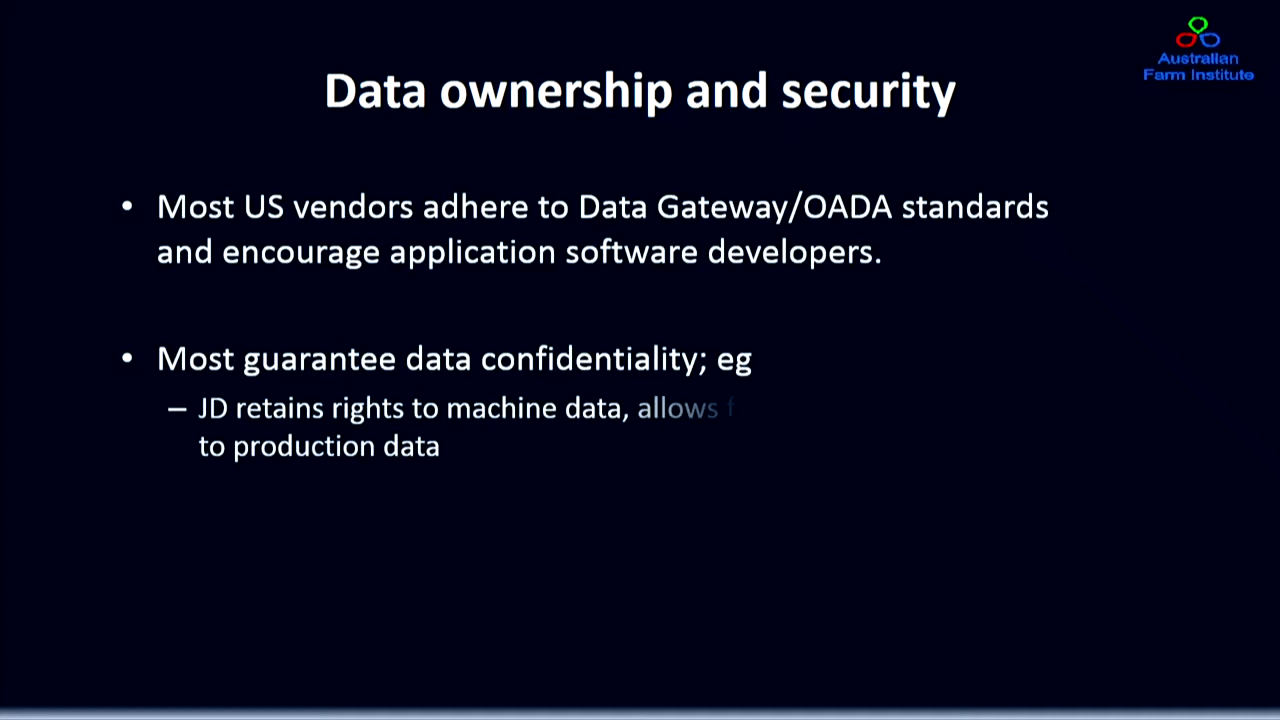 Australian
Farm Institute
Data ownership and security
• Most US vendors adhere to Data Gateway/OADA standards
and encourage application software developers.
• Most guarantee data confidentiality; eg
– JD retains rights to machine data, allows
to production data